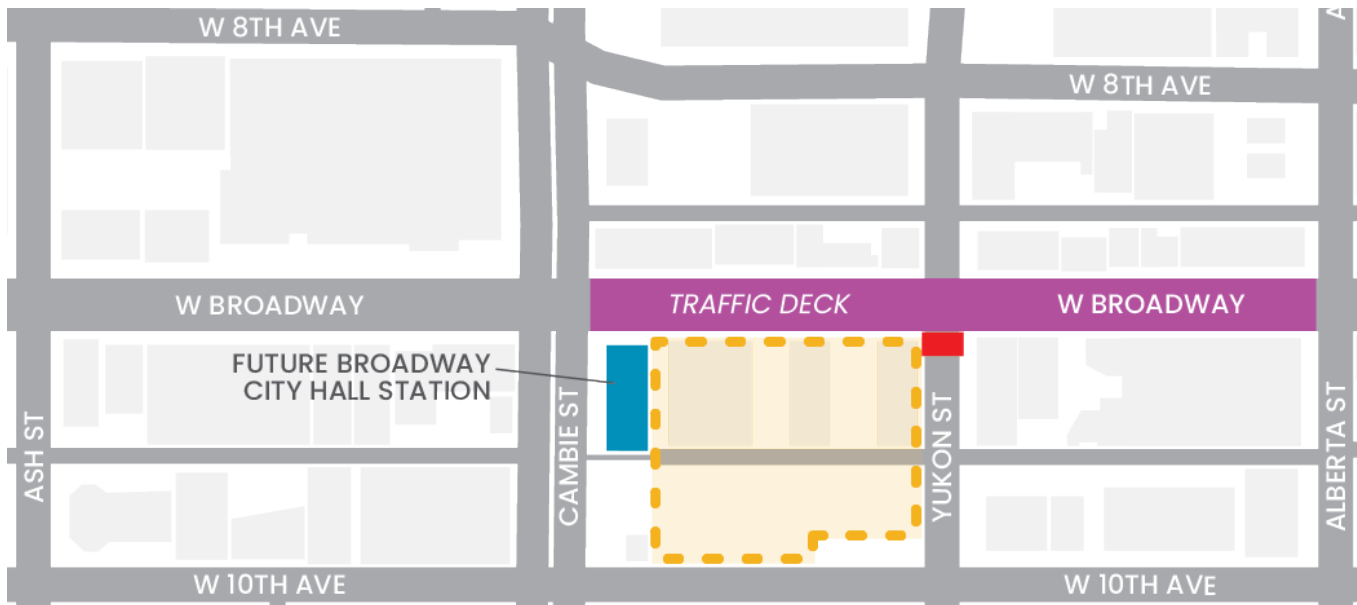 W 8TH AVE
W 8TH AVE
W BROADWAY
TRAFFIC DECK
W BROADWAY
FUTURE BROADWAY
CITY HALL STATION
ASH ST
CAMBIE ST
YUKON ST
ALBERTA ST
W 10TH AVE
W 10TH AVE